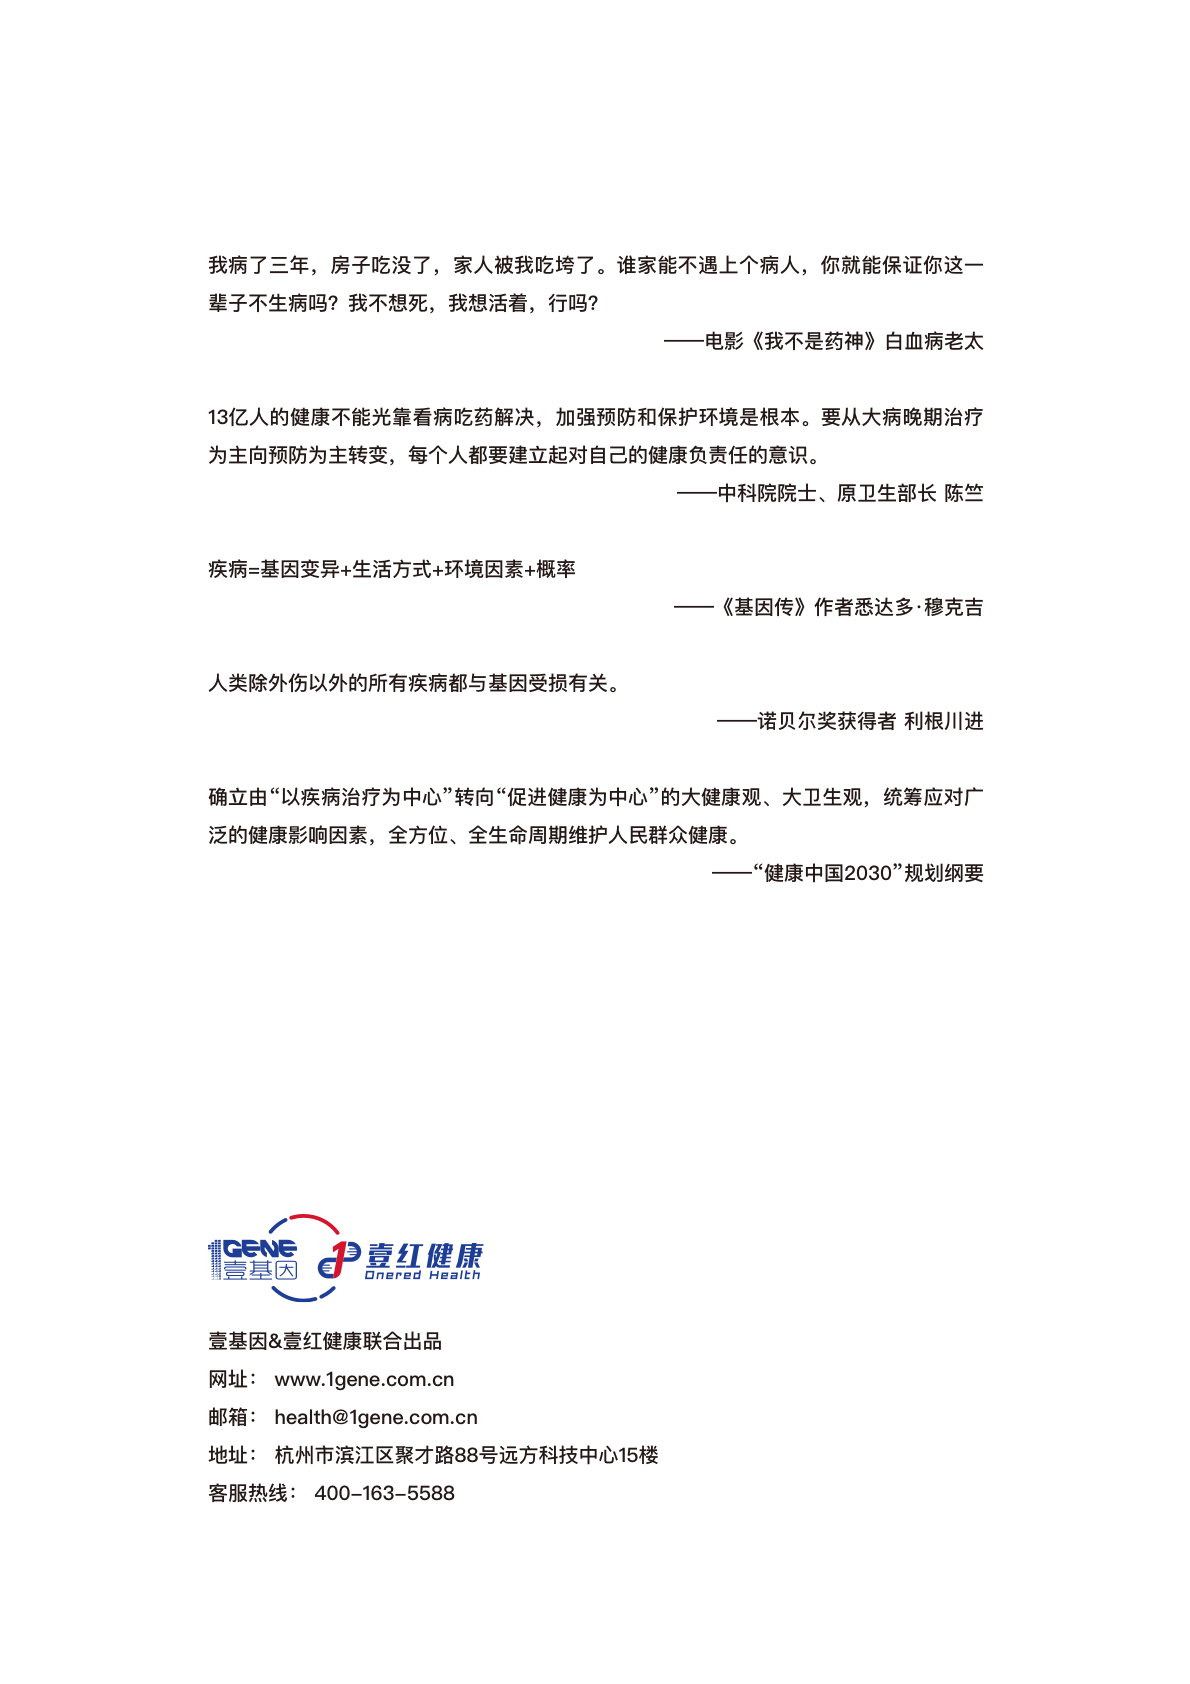 我病了三年，房子吃没了，家人被我吃垮了。谁家能不遇上个病人，你就能保证你这一
辈子不生病吗？我不想死，我想活着，行吗？
——电影《我不是药神》白血病老太
13亿人的健康不能光靠看病吃药解决，加强预防和保护环境是根本。要从大病晚期治疗
为主向预防为主转变，每个人都要建立起对自己的健康负责任的意识。
——中科院院士、原卫生部长 陈竺
疾病=基因变异+生活方式+环境因素+概率
——《基因传》作者悉达多·穆克吉
人类除外伤以外的所有疾病都与基因受损有关。
——诺贝尔奖获得者 利根川进
确立由“以疾病治疗为中心”转向“促进健康为中心”的大健康观、大卫生观，统筹应对广
泛的健康影响因素，全方位、全生命周期维护人民群众健康。
——“健康中国2030”规划纲要
1GENE
壹基因
壹红健康
Onered Health
壹基因&壹红健康联合出品
网址： www.1gene.com.cn
邮箱： health@1gene.com.cn
地址： 杭州市滨江区聚才路88号远方科技中心15楼
客服热线： 400-163-5588